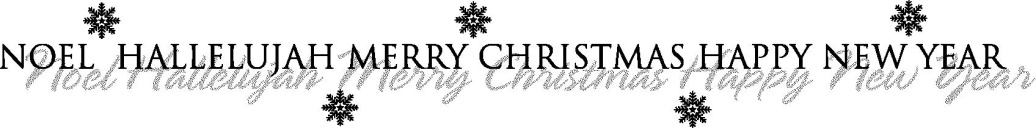 NOEL HALLELUJAH MERRY CHRISTMAS HAPPY NEW YEAR
Noel Hallelujah Merry Christmas Happy New Year